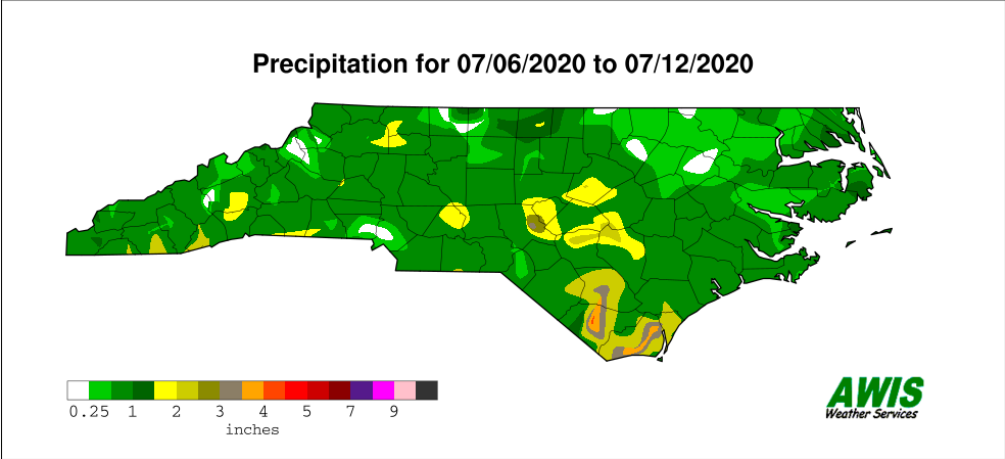 Precipitation for 07/06/2020 to 07/12/2020
0.25 1 2 3 4 5 7 9
inches
AWIS
Weather Services